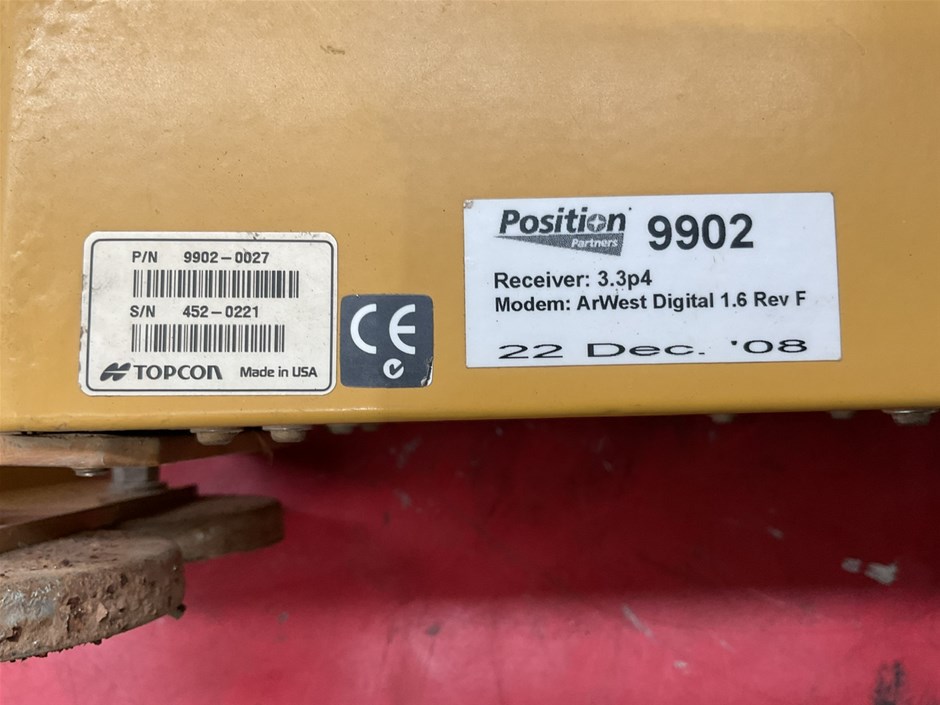 P/N 9902-0027
S/N 452-0221
TOPCON Made in USA
CE
Position
Partners
9902
Receiver: 3.3p4
Modem: ArWest Digital 1.6 Rev F
22 Dec. '08